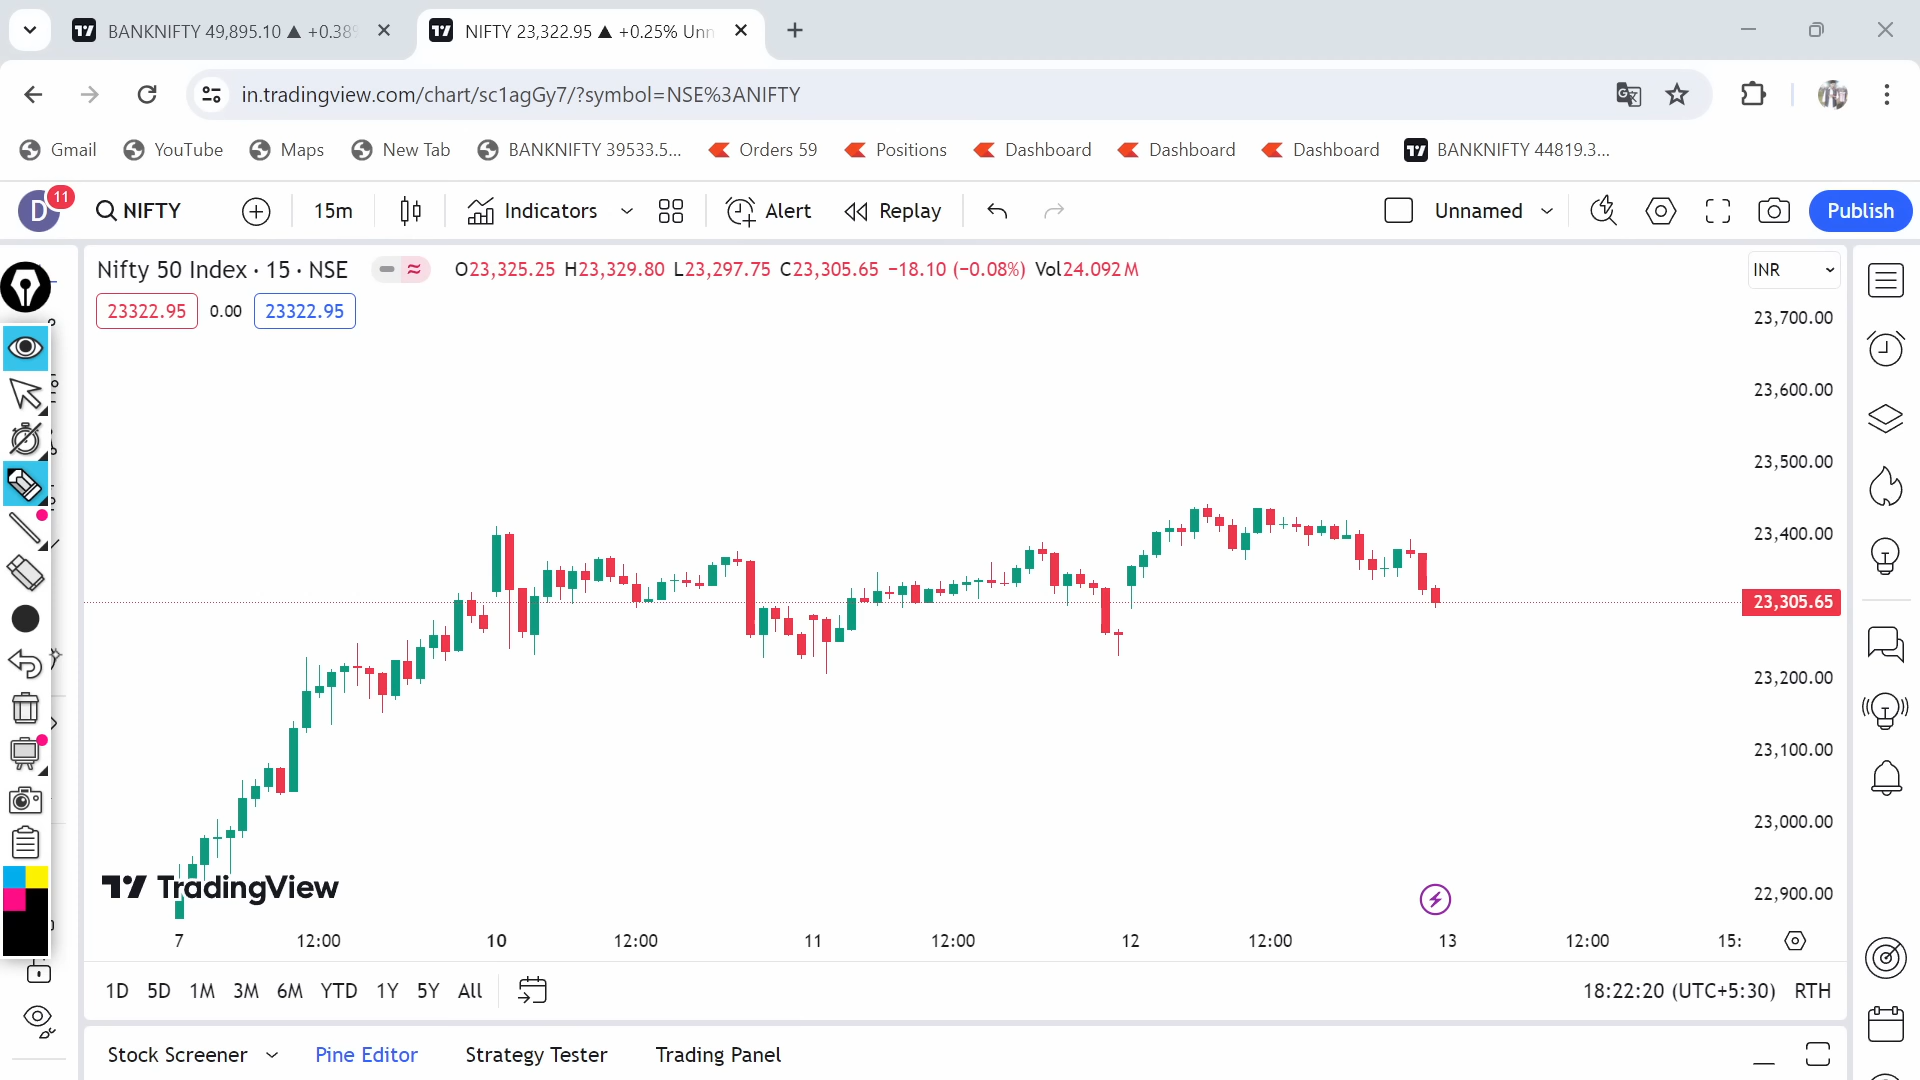 BANKNIFTY 49,895.10 ▲ +0.38%
NIFTY 23,322.95 ▲ +0.25% Unn
in.tradingview.com/chart/sc1agGy7/?symbol=NSE%3ANIFTY
Gmail YouTube Maps New Tab BANKNIFTY 39533.5... Orders 59 Positions Dashboard Dashboard Dashboard BANKNIFTY 44819.3...
D 11 NIFTY 15m Indicators Alert Replay Unnamed Publish
Nifty 50 Index · 15 · NSE O23,325.25 H23,329.80 L23,297.75 C23,305.65 −18.10 (−0.08%) Vol24.092 M
INR
23322.95 0.00 23322.95
23,700.00
23,600.00
23,500.00
23,400.00
23,305.65
23,200.00
23,100.00
23,000.00
22,900.00
TradingView
7 12:00 10 12:00 11 12:00 12 12:00 13 12:00 15:
1D 5D 1M 3M 6M YTD 1Y 5Y All 18:22:20 (UTC+5:30) RTH
Stock Screener Pine Editor Strategy Tester Trading Panel